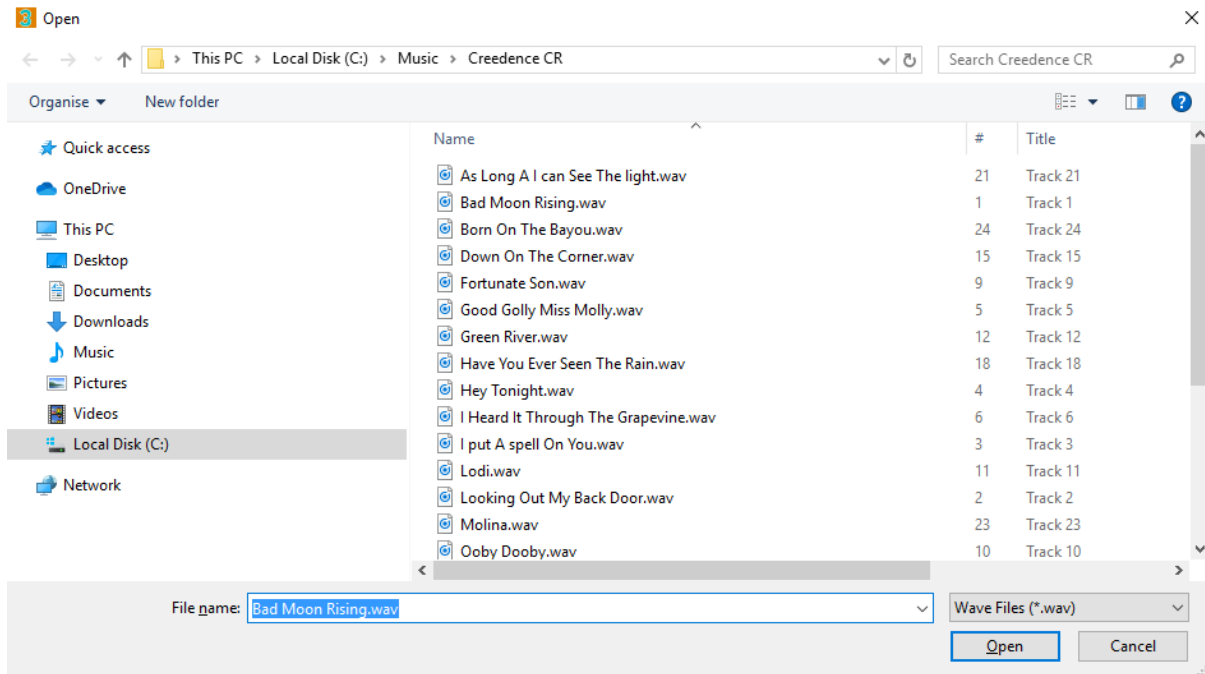 3 Open
This PC > Local Disk (C:) > Music > Creedence CR
Search Creedence CR
Organise New folder
?
Quick access
OneDrive
This PC
Desktop
Documents
Downloads
Music
Pictures
Videos
Local Disk (C:)
Network
Name # Title
As Long A I can See The light.wav 21 Track 21
Bad Moon Rising.wav 1 Track 1
Born On The Bayou.wav 24 Track 24
Down On The Corner.wav 15 Track 15
Fortunate Son.wav 9 Track 9
Good Golly Miss Molly.wav 5 Track 5
Green River.wav 12 Track 12
Have You Ever Seen The Rain.wav 18 Track 18
Hey Tonight.wav 4 Track 4
I Heard It Through The Grapevine.wav 6 Track 6
I put A spell On You.wav 3 Track 3
Lodi.wav 11 Track 11
Looking Out My Back Door.wav 2 Track 2
Molina.wav 23 Track 23
Ooby Dooby.wav 10 Track 10
File name: Bad Moon Rising.wav Wave Files (*.wav)
Open Cancel